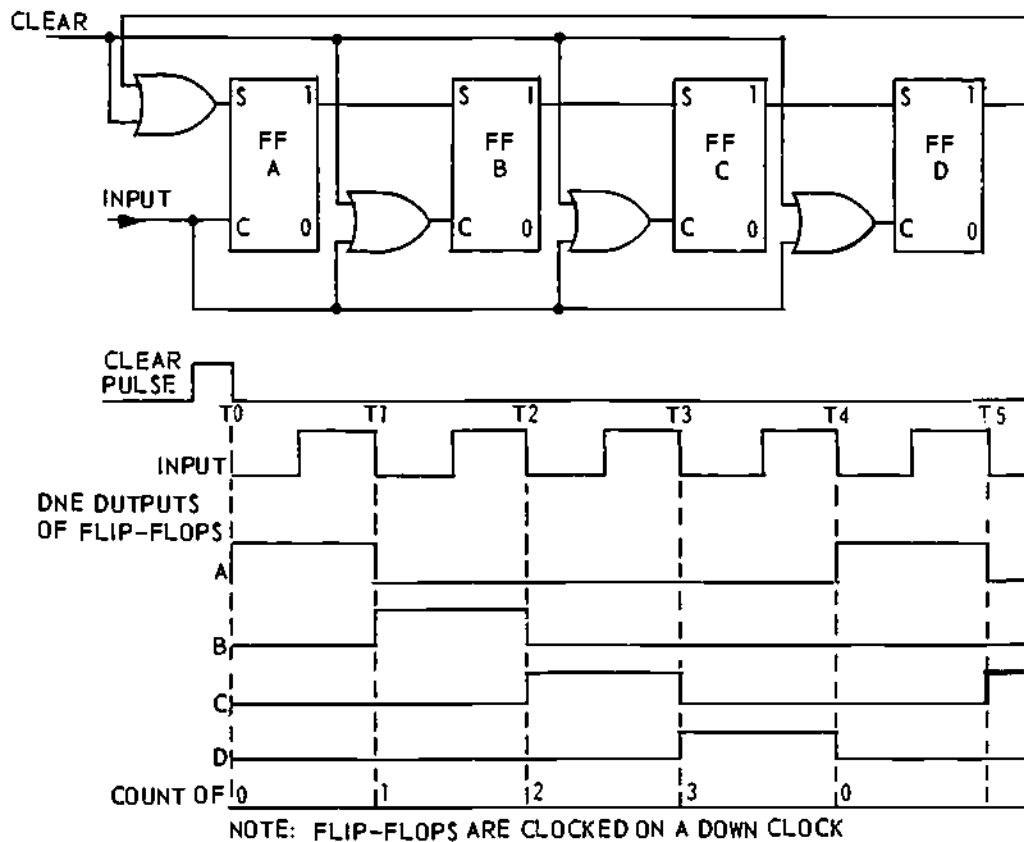 CLEAR
S 1 S 1 S 1 S 1
FF A FF B FF C FF D
INPUT
C 0 C 0 C 0 C 0
CLEAR
PULSE
T0 T1 T2 T3 T4 T5
INPUT
DNE DUTPUTS
OF FLIP-FLOPS
A
B
C
D
COUNT OF 0 1 2 3 0
NOTE: FLIP-FLOPS ARE CLOCKED ON A DOWN CLOCK